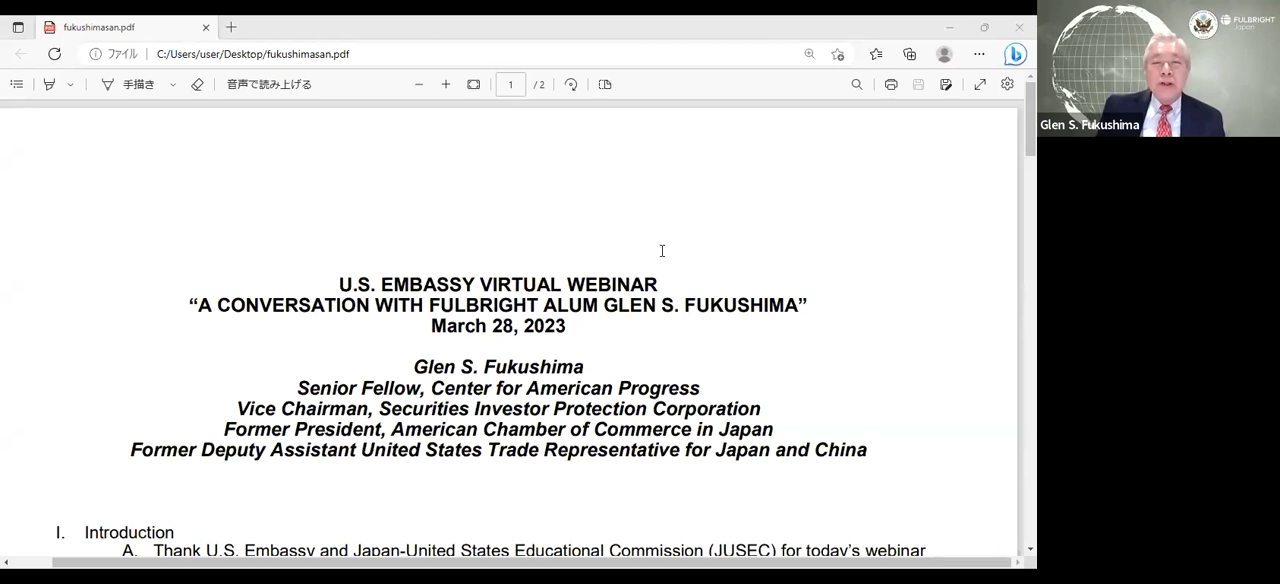 fukushimasan.pdf
ファイル
C:/Users/user/Desktop/fukushimasan.pdf
手描き
音声で読み上げる
1
/ 2
FULBRIGHT
Japan
Glen S. Fukushima
U.S. EMBASSY VIRTUAL WEBINAR
“A CONVERSATION WITH FULBRIGHT ALUM GLEN S. FUKUSHIMA”
March 28, 2023
Glen S. Fukushima
Senior Fellow, Center for American Progress
Vice Chairman, Securities Investor Protection Corporation
Former President, American Chamber of Commerce in Japan
Former Deputy Assistant United States Trade Representative for Japan and China
I. Introduction
A. Thank U.S. Embassy and Japan-United States Educational Commission (JUSEC) for today’s webinar